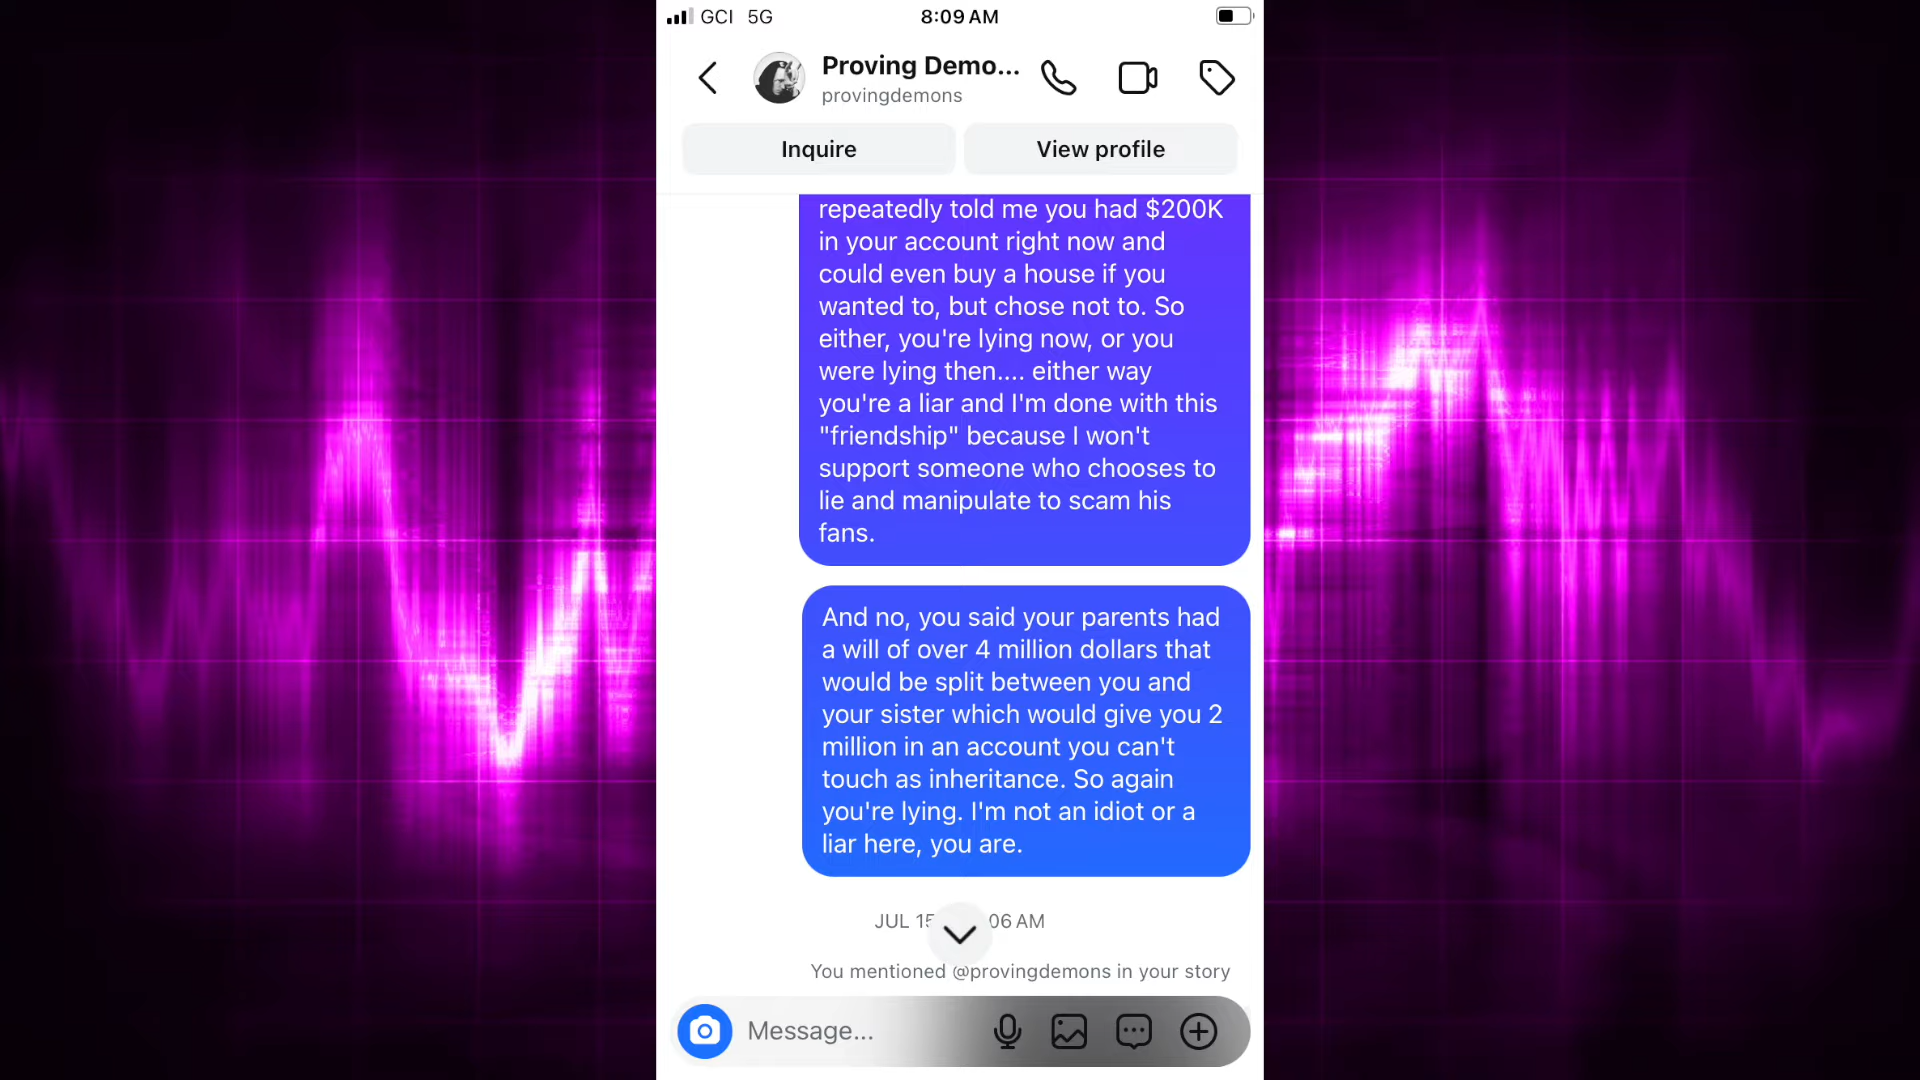 GCI 5G 8:09 AM
Proving Demo...
provingdemons
Inquire View profile
repeatedly told me you had $200K
in your account right now and
could even buy a house if you
wanted to, but chose not to. So
either, you're lying now, or you
were lying then.... either way
you're a liar and I'm done with this
"friendship" because I won't
support someone who chooses to
lie and manipulate to scam his
fans.
And no, you said your parents had
a will of over 4 million dollars that
would be split between you and
your sister which would give you 2
million in an account you can't
touch as inheritance. So again
you're lying. I'm not an idiot or a
liar here, you are.
JUL 15 06 AM
You mentioned @provingdemons in your story
Message...